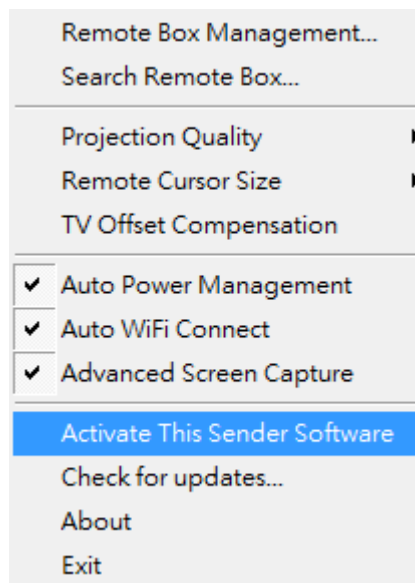 Remote Box Management...
Search Remote Box...
Projection Quality
Remote Cursor Size
TV Offset Compensation
Auto Power Management
Auto WiFi Connect
Advanced Screen Capture
Activate This Sender Software
Check for updates...
About
Exit